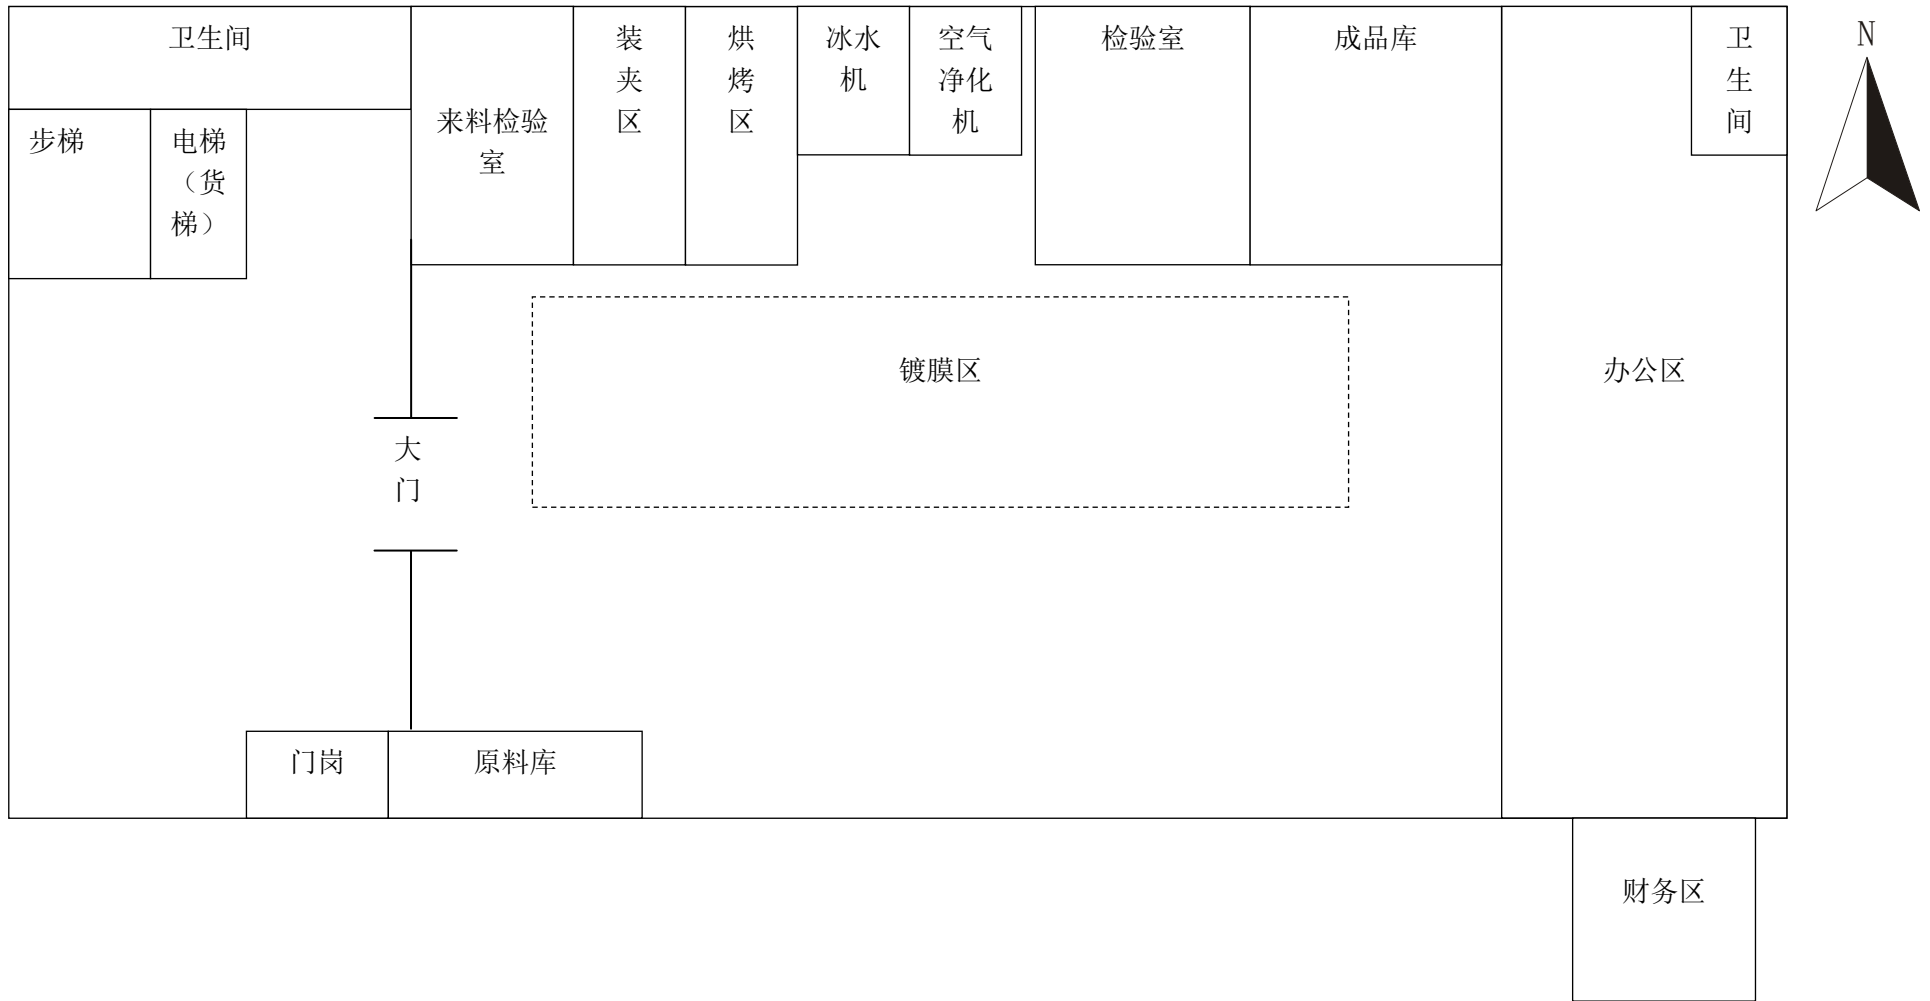 卫生间
步梯
电梯
（货
梯）
来料检验
室
装
夹
区
烘
烤
区
冰水
机
空气
净化
机
检验室
成品库
卫
生
间
N
镀膜区
办公区
大
门
门岗
原料库
财务区